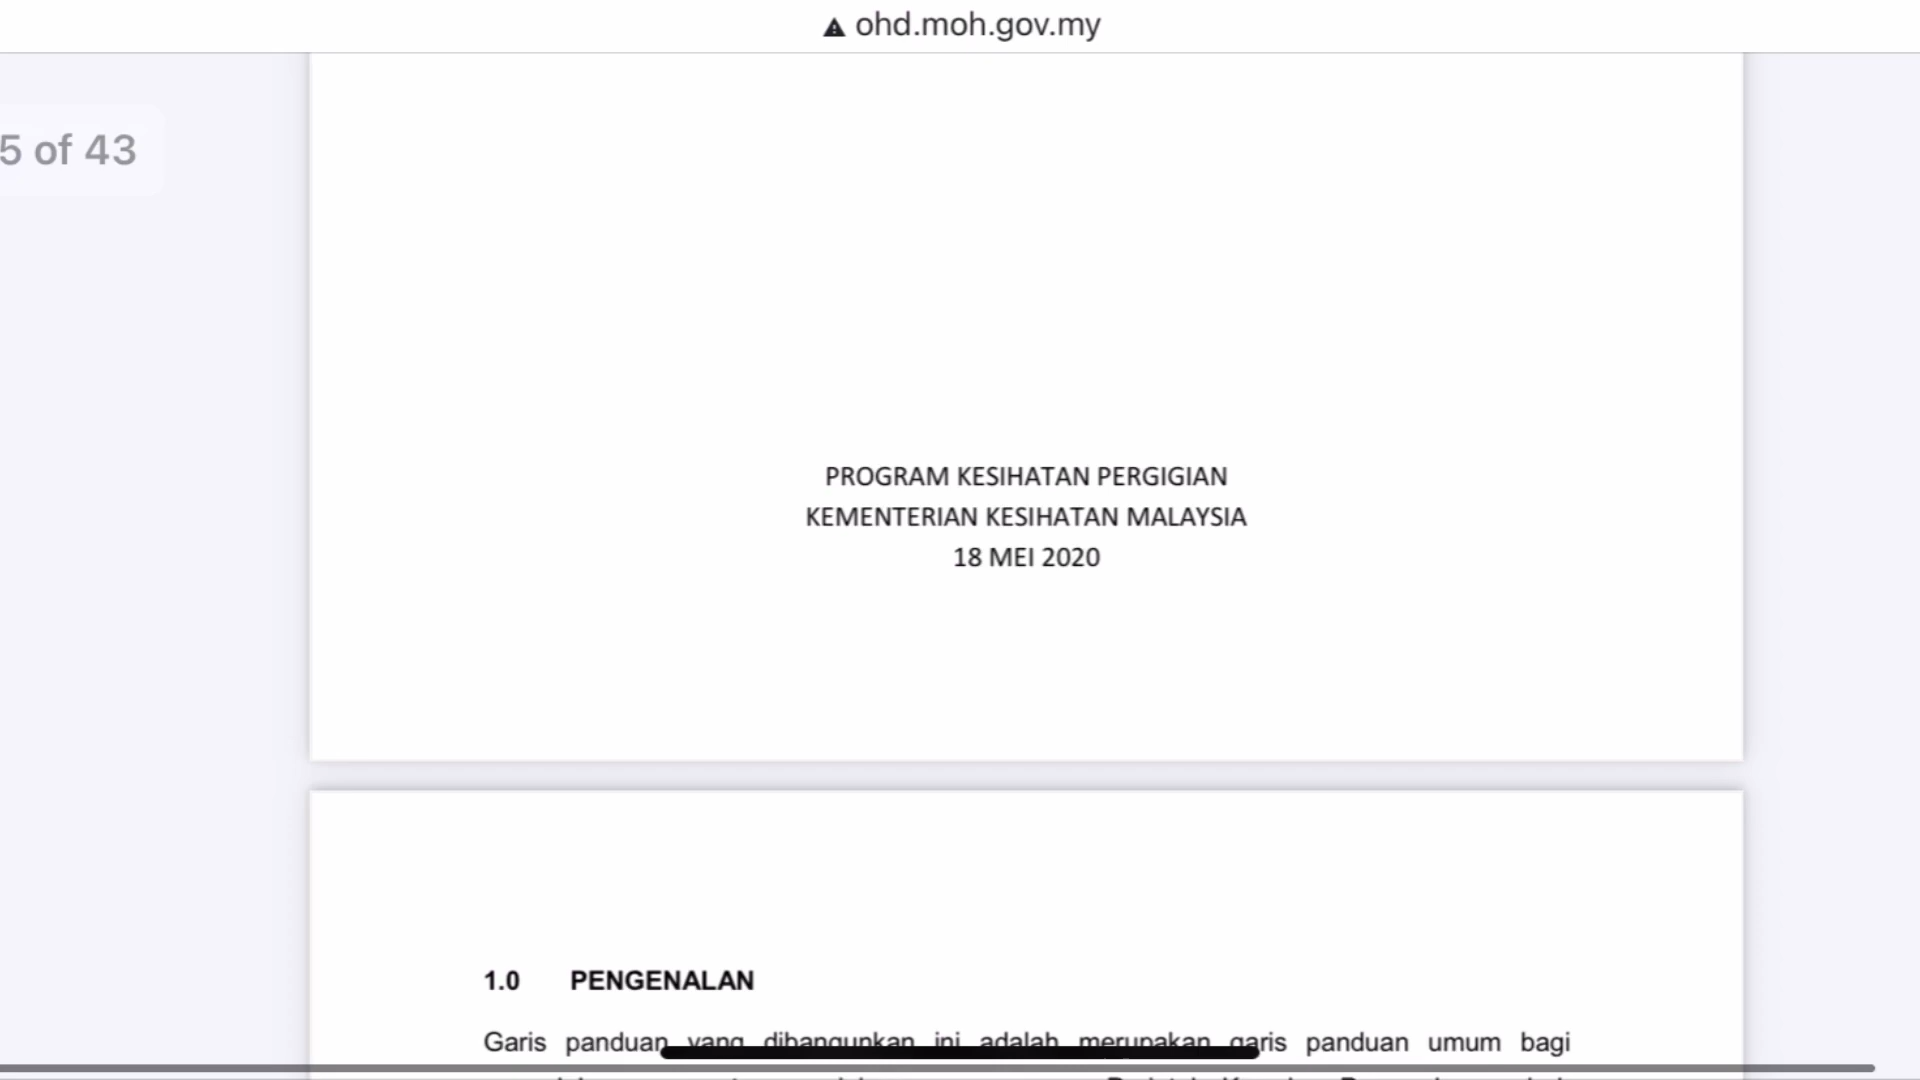 ohd.moh.gov.my
5 of 43
PROGRAM KESIHATAN PERGIGIAN
KEMENTERIAN KESIHATAN MALAYSIA
18 MEI 2020
1.0 PENGENALAN
Garis panduan yang dibangunkan ini adalah merupakan garis panduan umum bagi